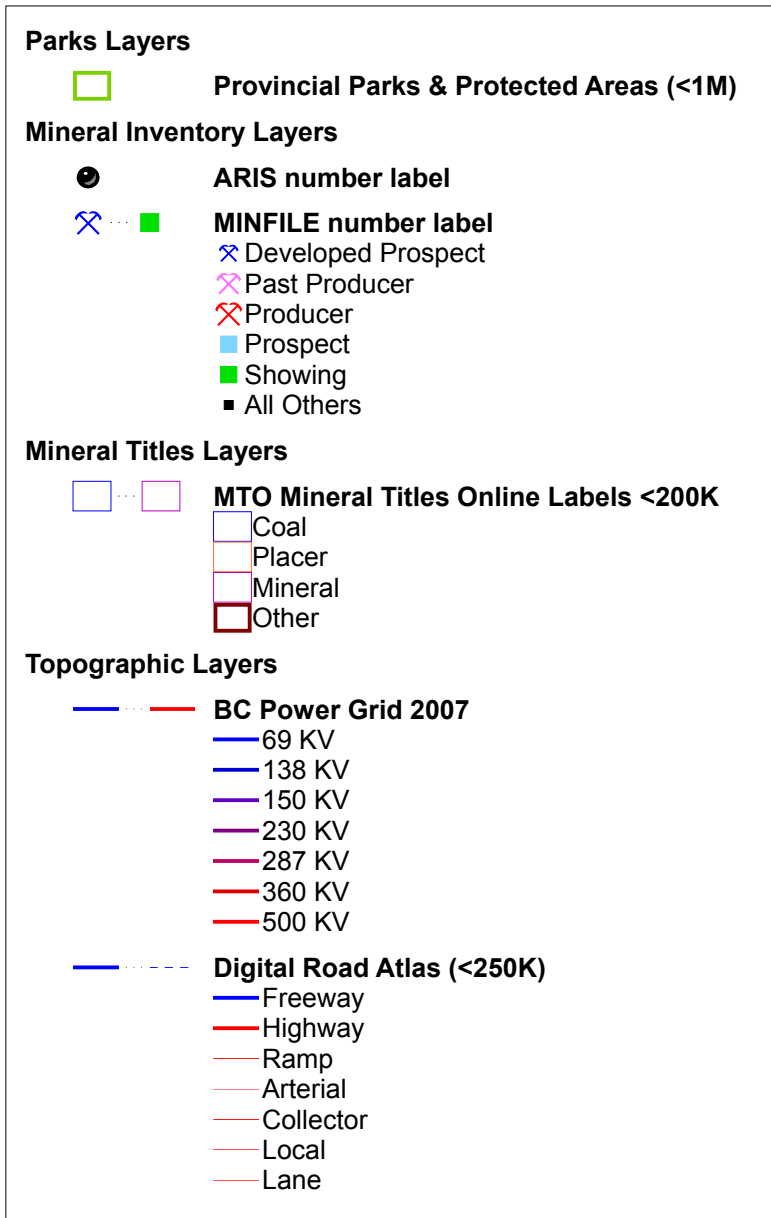 Parks Layers
Provincial Parks & Protected Areas (<1M)
Mineral Inventory Layers
ARIS number label
MINFILE number label
Developed Prospect
Past Producer
Producer
Prospect
Showing
All Others
Mineral Titles Layers
MTO Mineral Titles Online Labels <200K
Coal
Placer
Mineral
Other
Topographic Layers
BC Power Grid 2007
69 KV
138 KV
150 KV
230 KV
287 KV
360 KV
500 KV
Digital Road Atlas (<250K)
Freeway
Highway
Ramp
Arterial
Collector
Local
Lane